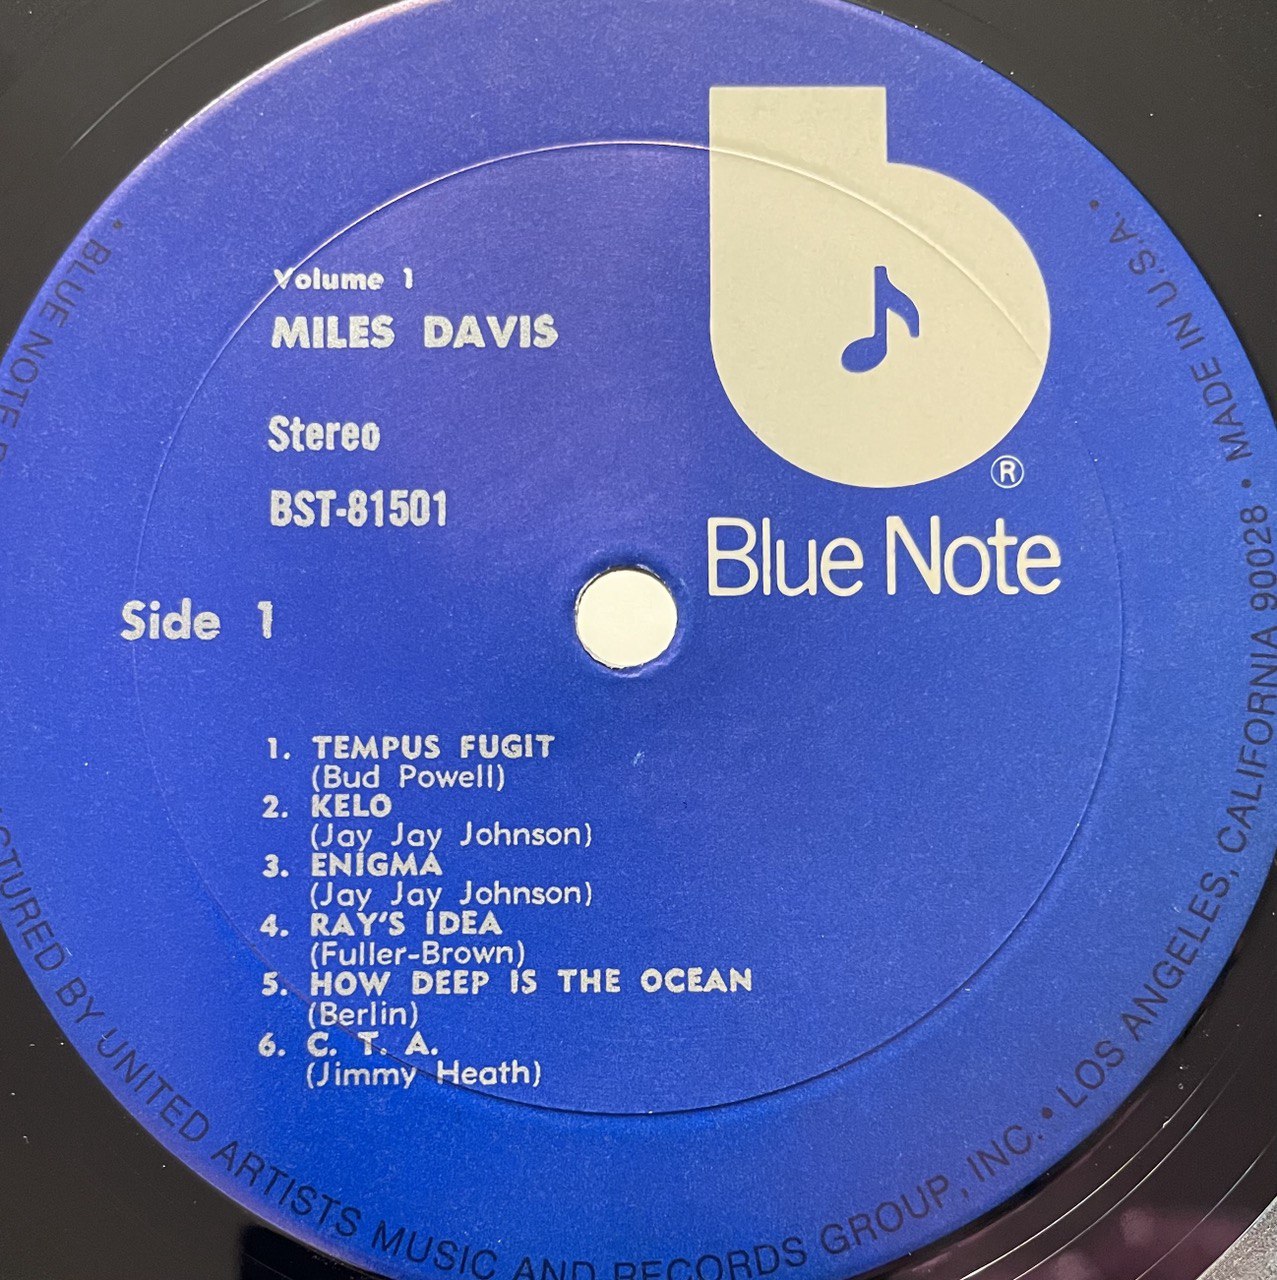 Volume 1
MILES DAVIS
Stereo
BST-81501
Side 1
®
Blue Note
1. TEMPUS FUGIT
(Bud Powell)
2. KELO
(Jay Jay Johnson)
3. ENIGMA
(Jay Jay Johnson)
4. RAY'S IDEA
(Fuller-Brown)
5. HOW DEEP IS THE OCEAN
(Berlin)
6. C. T. A.
(Jimmy Heath)
• BLUE NOTE
BY UNITED ARTISTS MUSIC AND RECORDS GROUP, INC. • LOS ANGELES, CALIFORNIA 90028 • MADE IN U.S.A. •